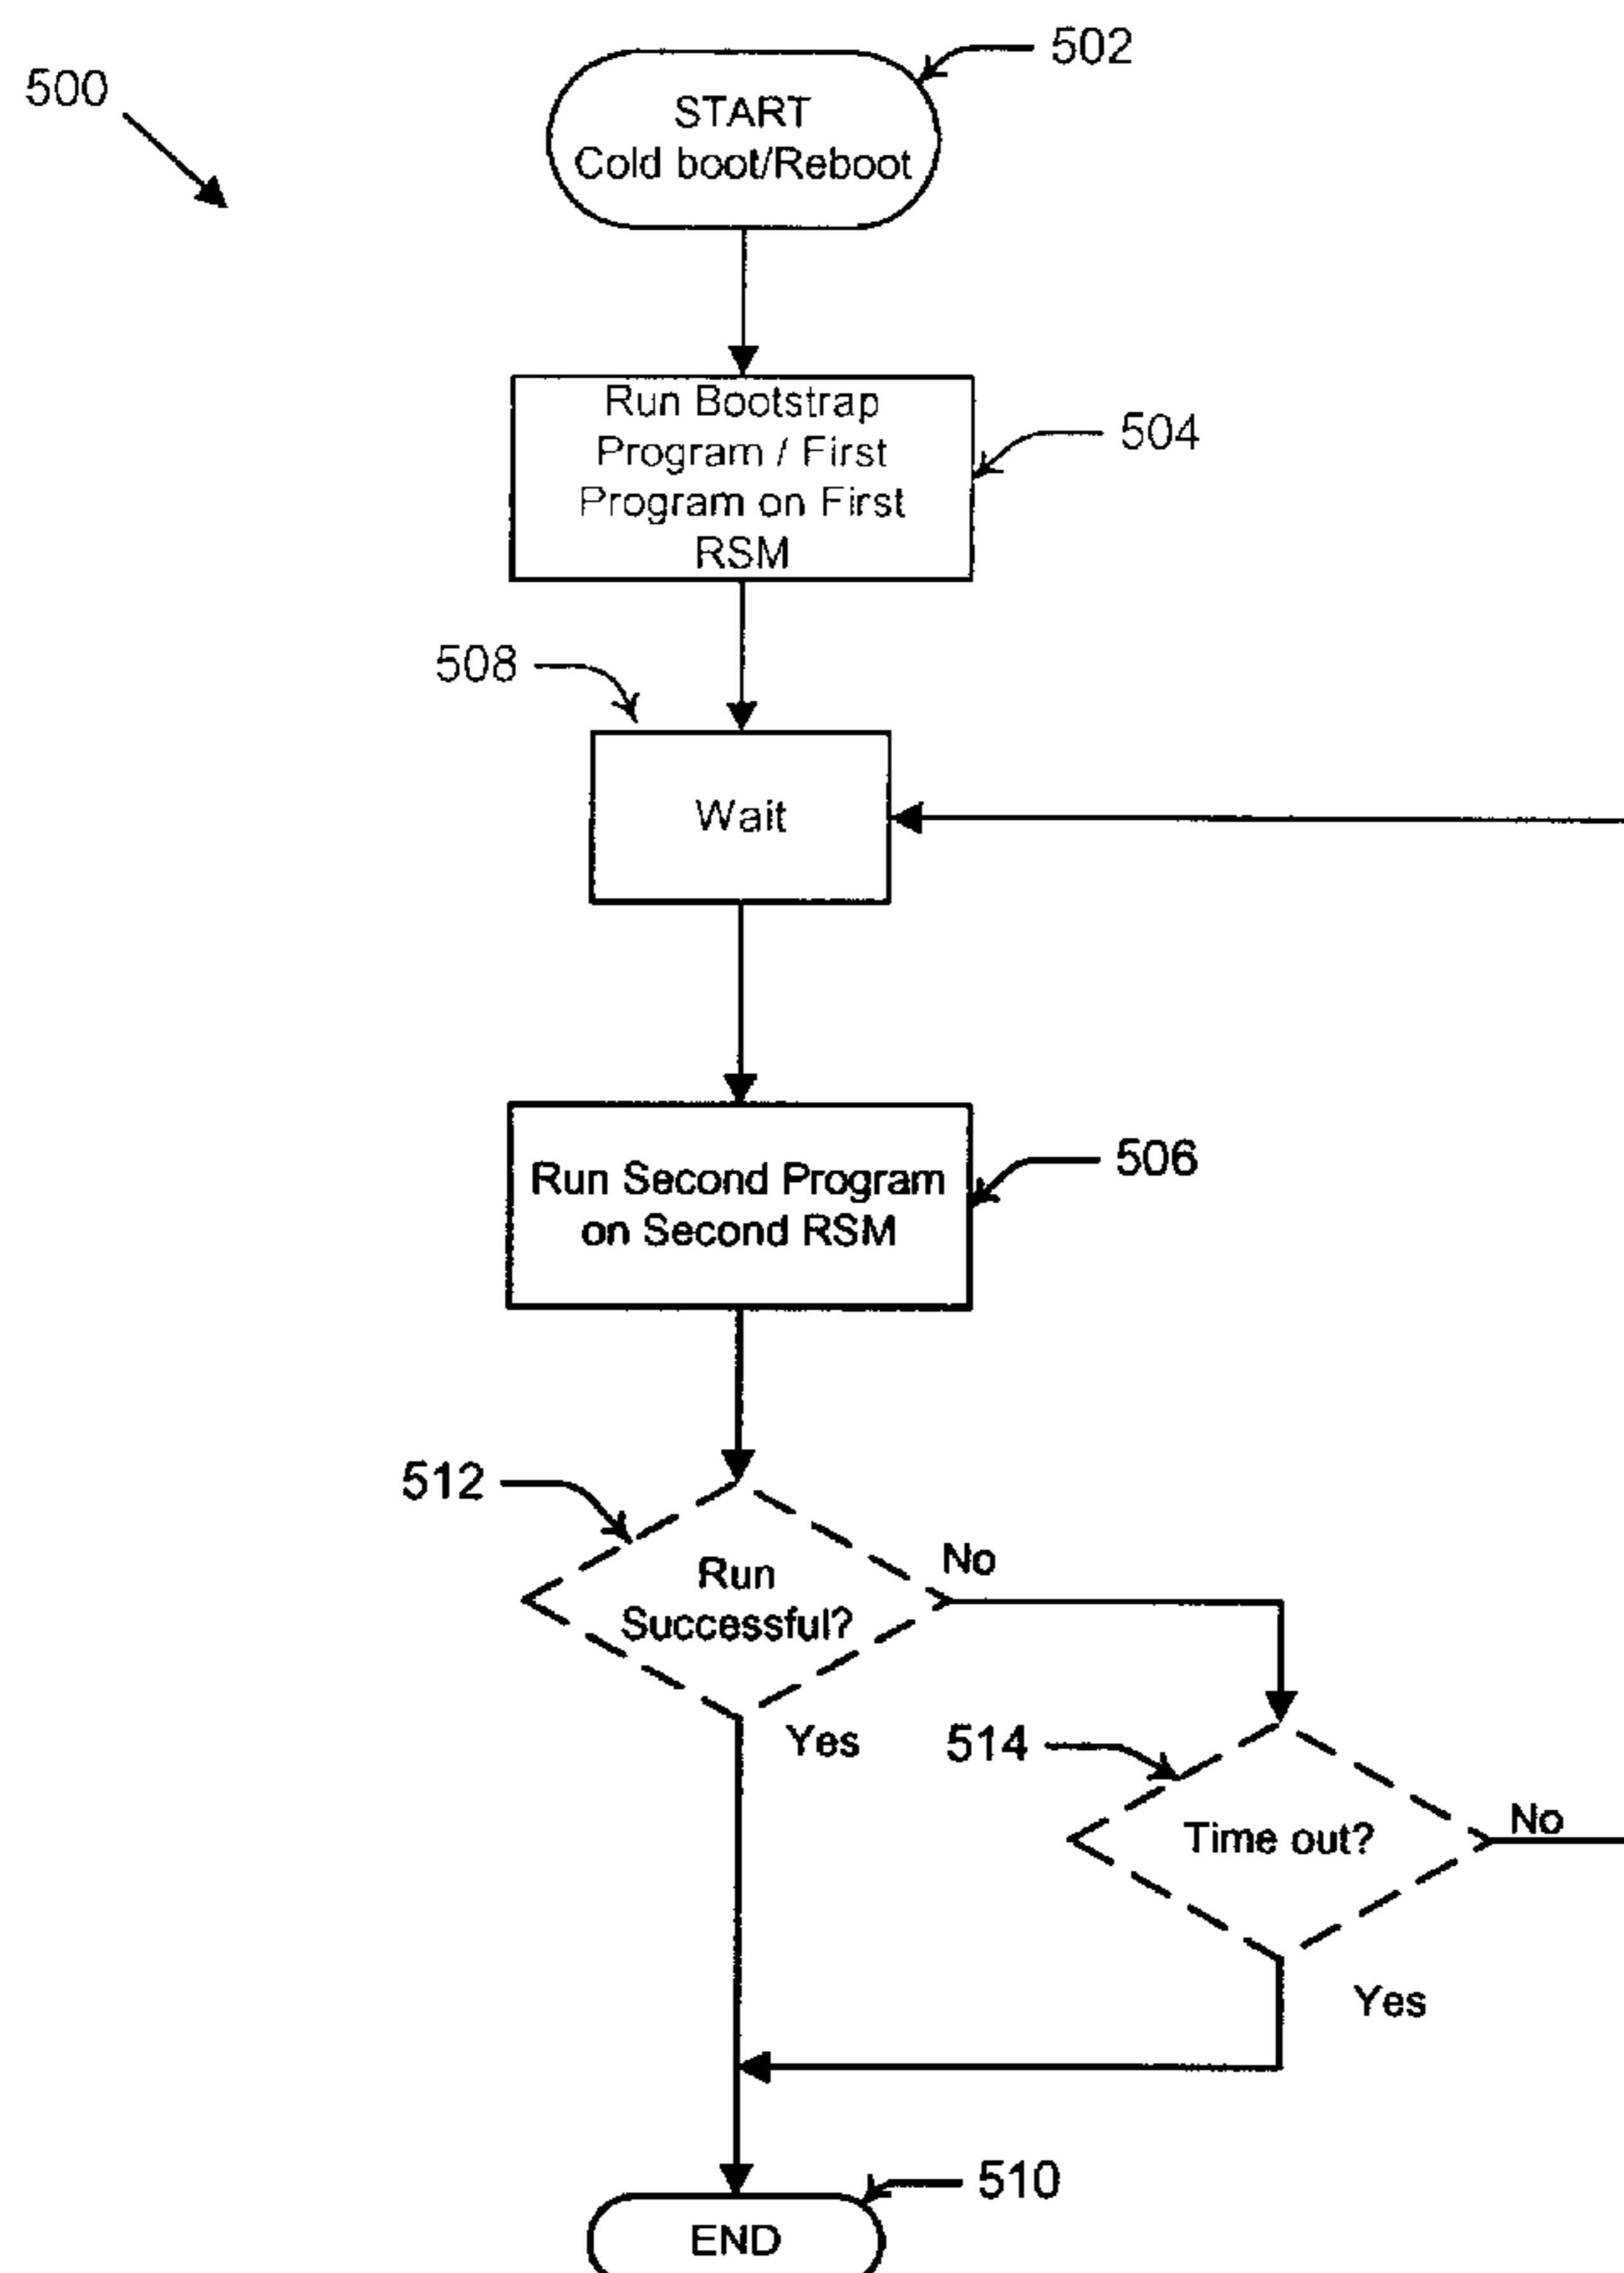 500
502
START
Cold boot/Reboot
Run Bootstrap
Program / First
Program on First
RSM
504
508
Wait
Run Second Program
on Second RSM
506
512
Run
Successful?
No
Yes
514
Time out?
No
Yes
510
END